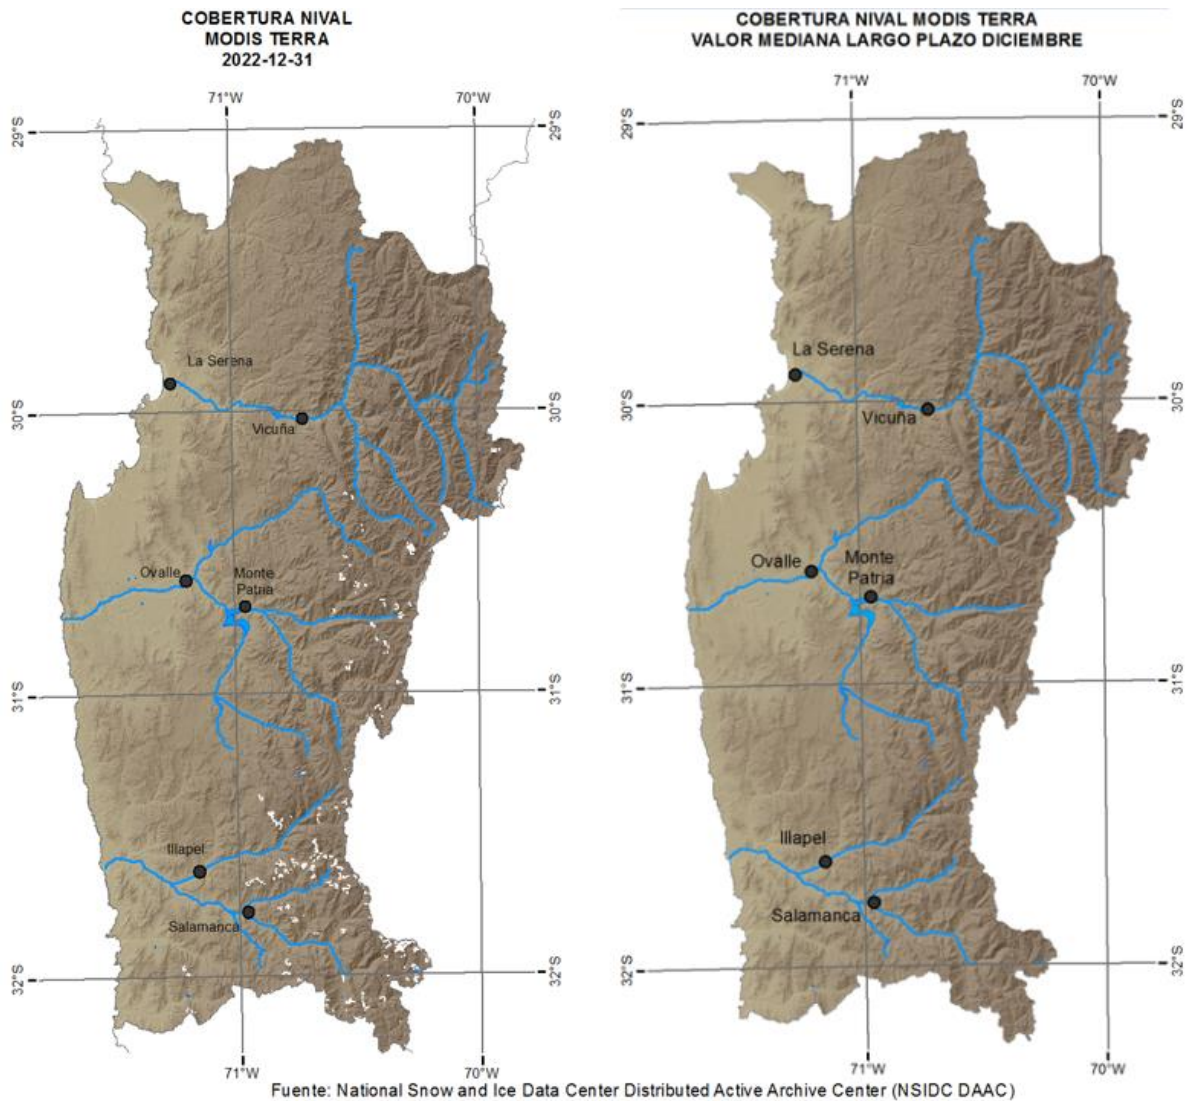 COBERTURA NIVAL
MODIS TERRA
2022-12-31
71°W
70°W
29°S
29°S
La Serena
30°S
30°S
Vicuña
Ovalle
Monte
Patria
31°S
31°S
Illapel
Salamanca
32°S
32°S
71°W
70°W
COBERTURA NIVAL MODIS TERRA
VALOR MEDIANA LARGO PLAZO DICIEMBRE
71°W
70°W
29°S
29°S
La Serena
30°S
30°S
Vicuña
Ovalle
Monte
Patria
31°S
31°S
Illapel
Salamanca
32°S
32°S
71°W
70°W
Fuente: National Snow and Ice Data Center Distributed Active Archive Center (NSIDC DAAC)